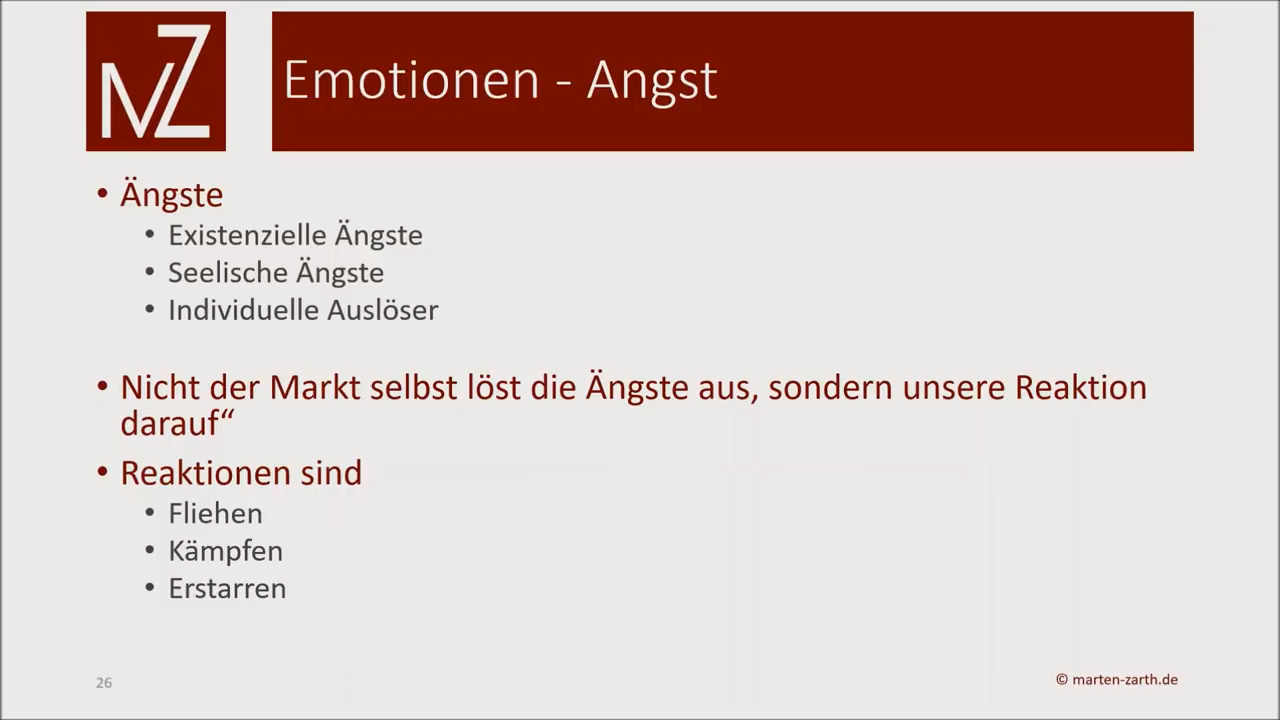 MZ
Emotionen - Angst
• Ängste
• Existenzielle Ängste
• Seelische Ängste
• Individuelle Auslöser
• Nicht der Markt selbst löst die Ängste aus, sondern unsere Reaktion
darauf“
• Reaktionen sind
• Fliehen
• Kämpfen
• Erstarren
26
© marten-zarth.de